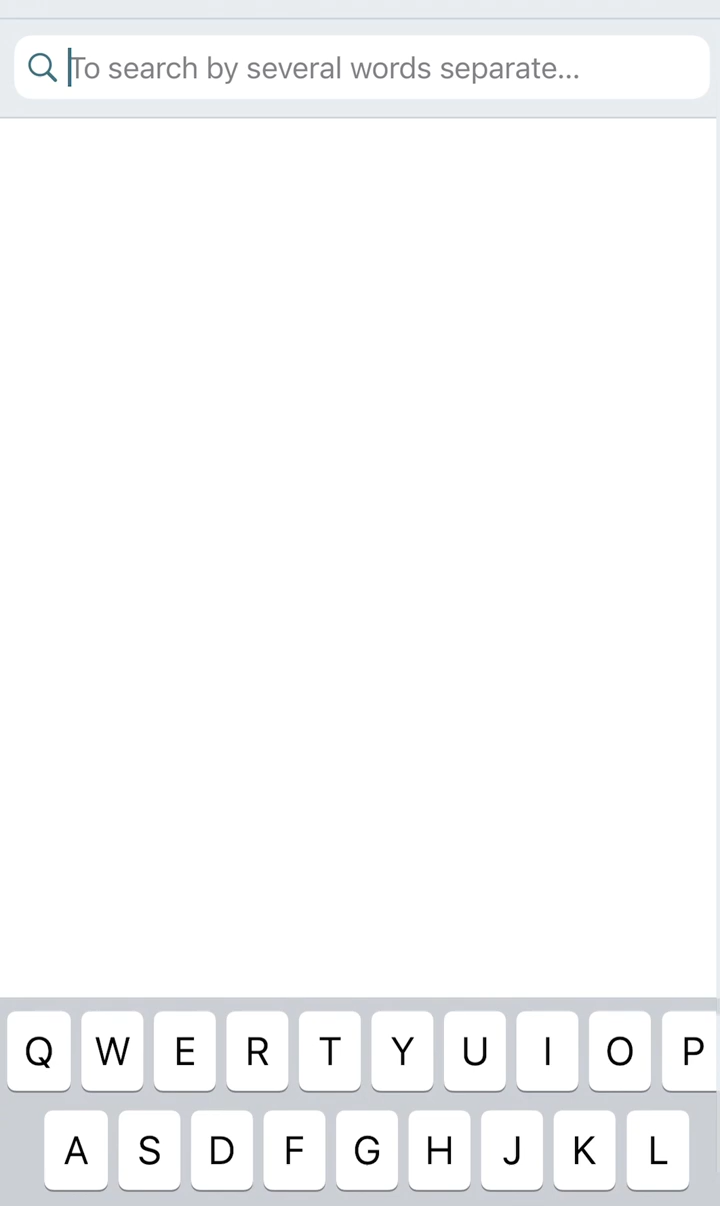 To search by several words separate...
Q W E R T Y U I O P
A S D F G H J K L